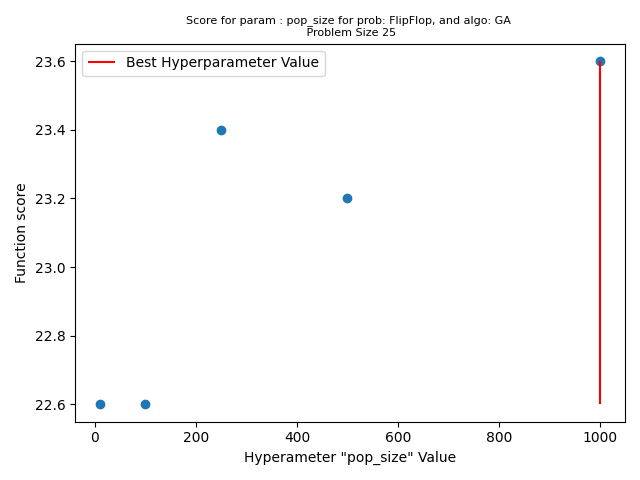 Score for param : pop_size for prob: FlipFlop, and algo: GA
Problem Size 25
Best Hyperparameter Value
23.6
23.4
23.2
23.0
22.8
22.6
Function score
0
200
400
600
800
1000
Hyperameter "pop_size" Value